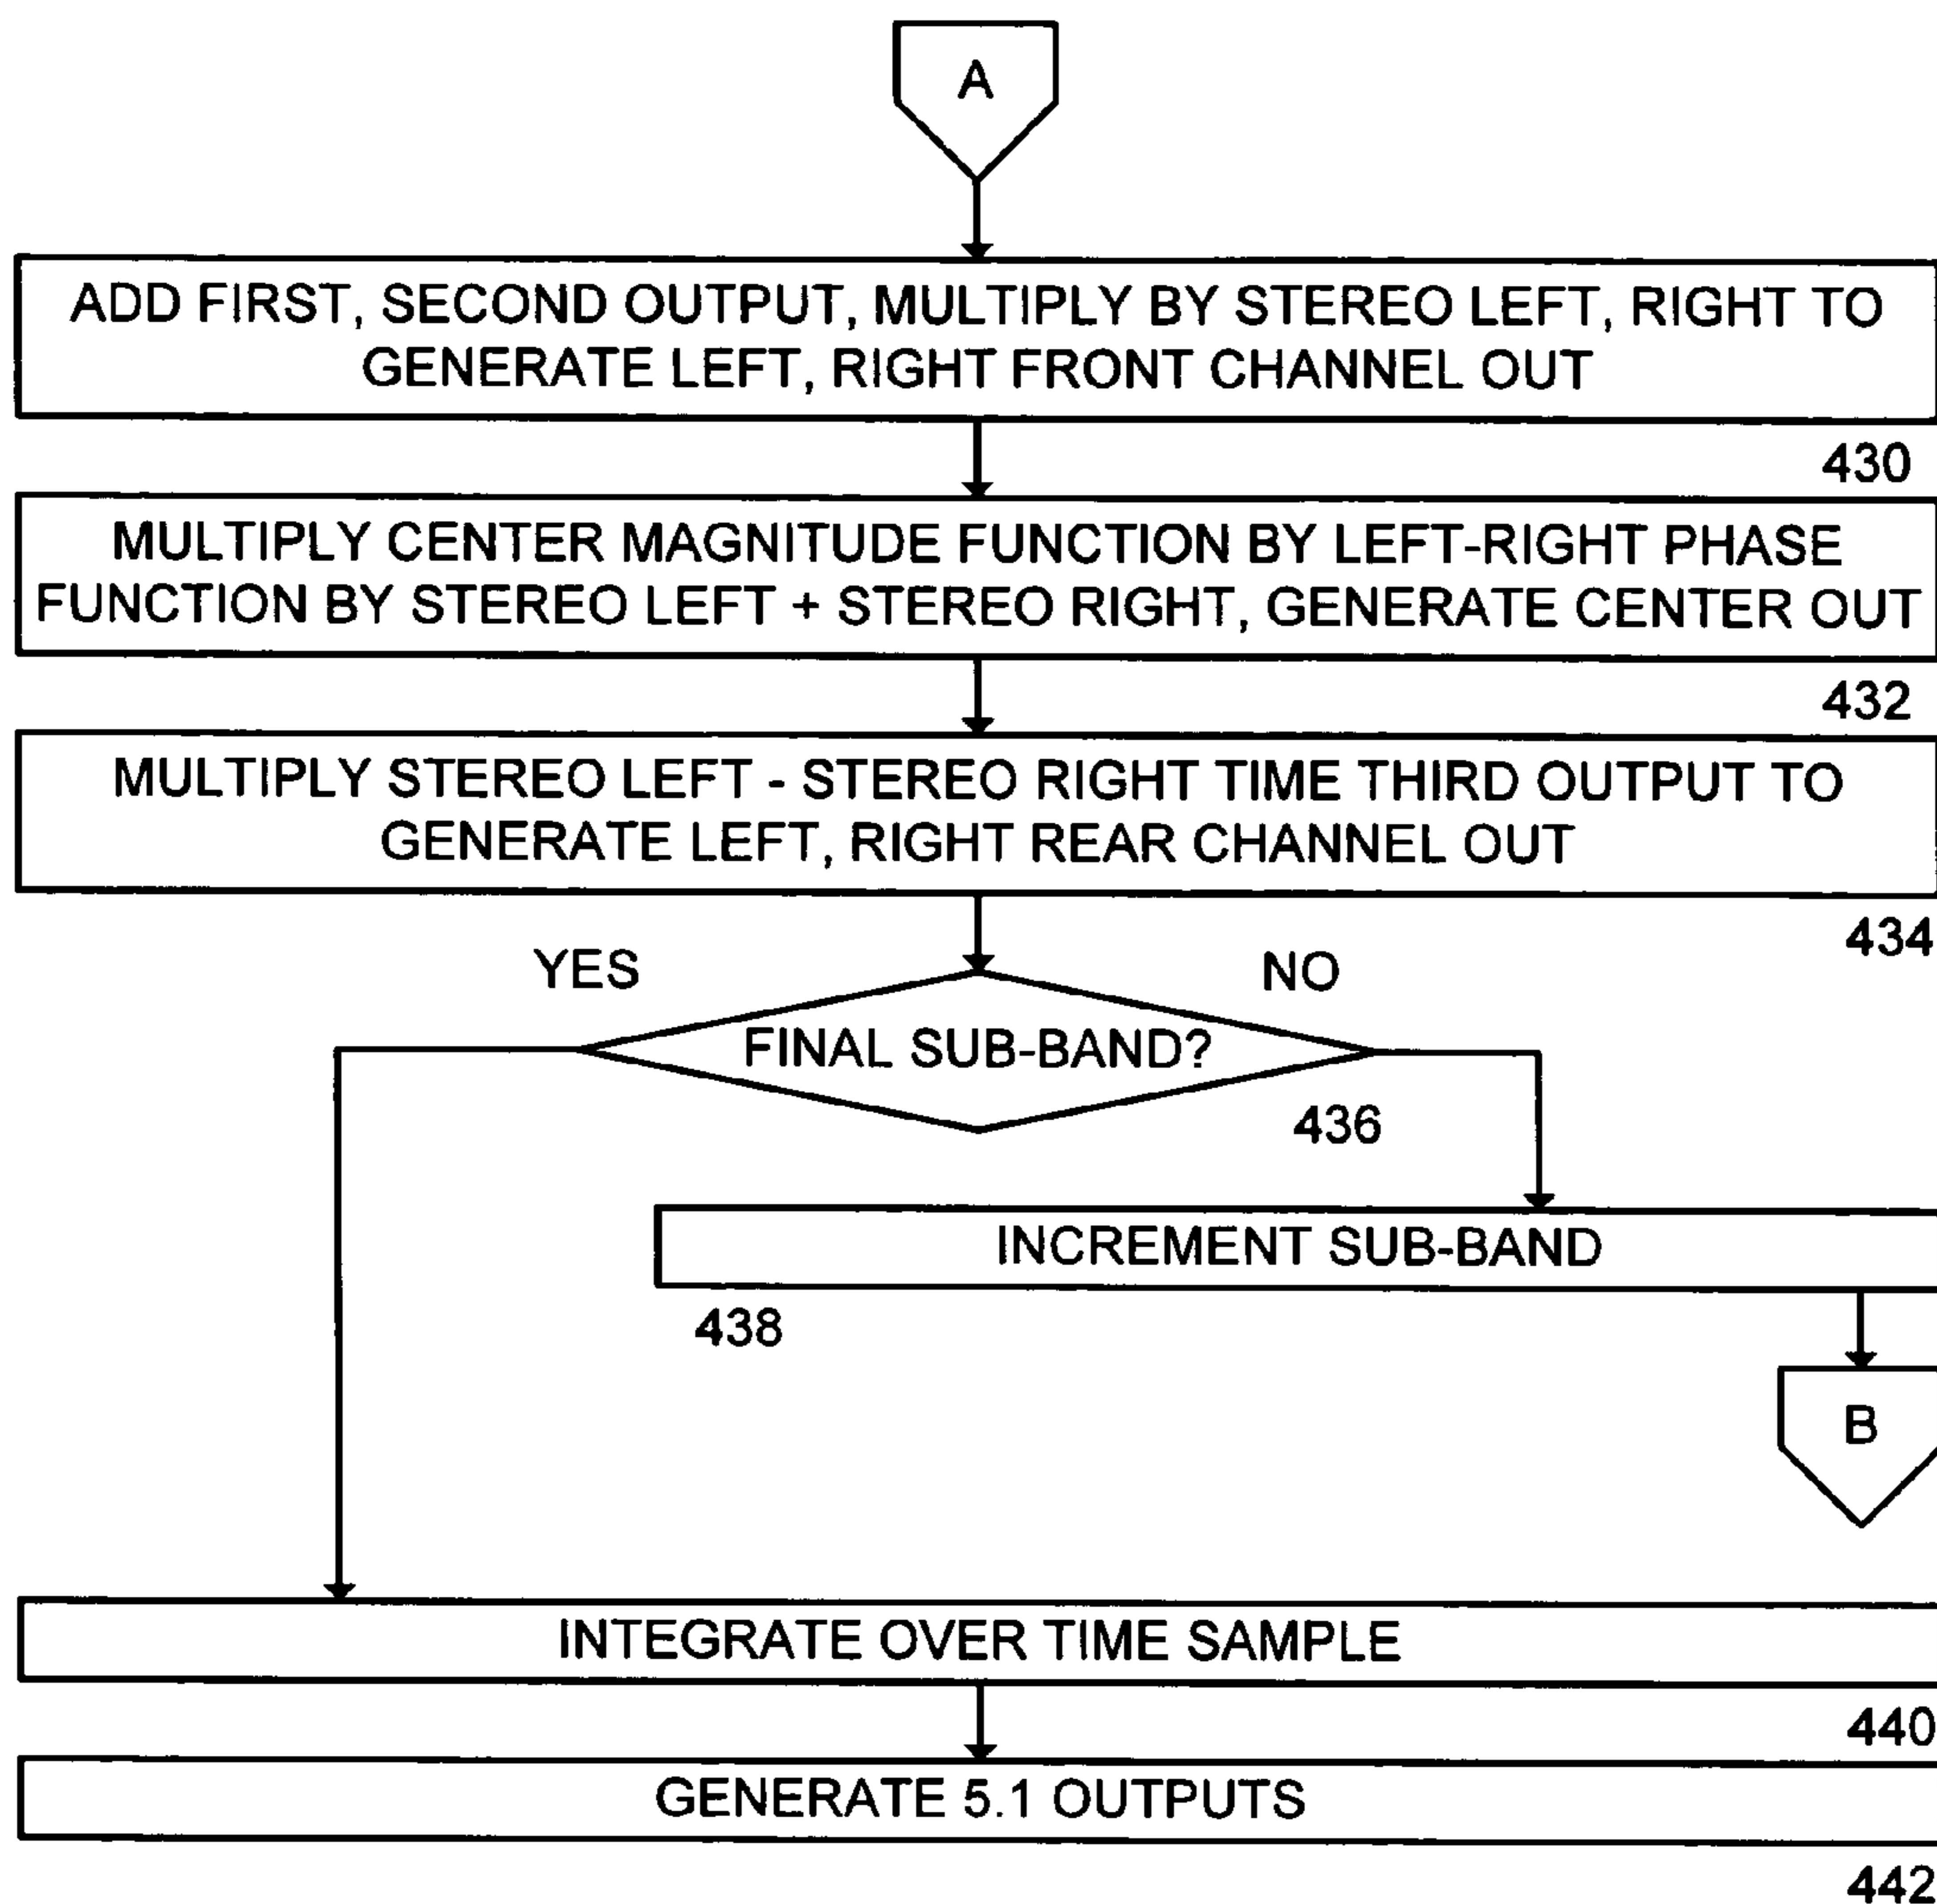 A
ADD FIRST, SECOND OUTPUT, MULTIPLY BY STEREO LEFT, RIGHT TO
GENERATE LEFT, RIGHT FRONT CHANNEL OUT
430
MULTIPLY CENTER MAGNITUDE FUNCTION BY LEFT-RIGHT PHASE
FUNCTION BY STEREO LEFT + STEREO RIGHT, GENERATE CENTER OUT
432
MULTIPLY STEREO LEFT - STEREO RIGHT TIME THIRD OUTPUT TO
GENERATE LEFT, RIGHT REAR CHANNEL OUT
434
YES
NO
FINAL SUB-BAND?
436
INCREMENT SUB-BAND
438
B
INTEGRATE OVER TIME SAMPLE
440
GENERATE 5.1 OUTPUTS
442